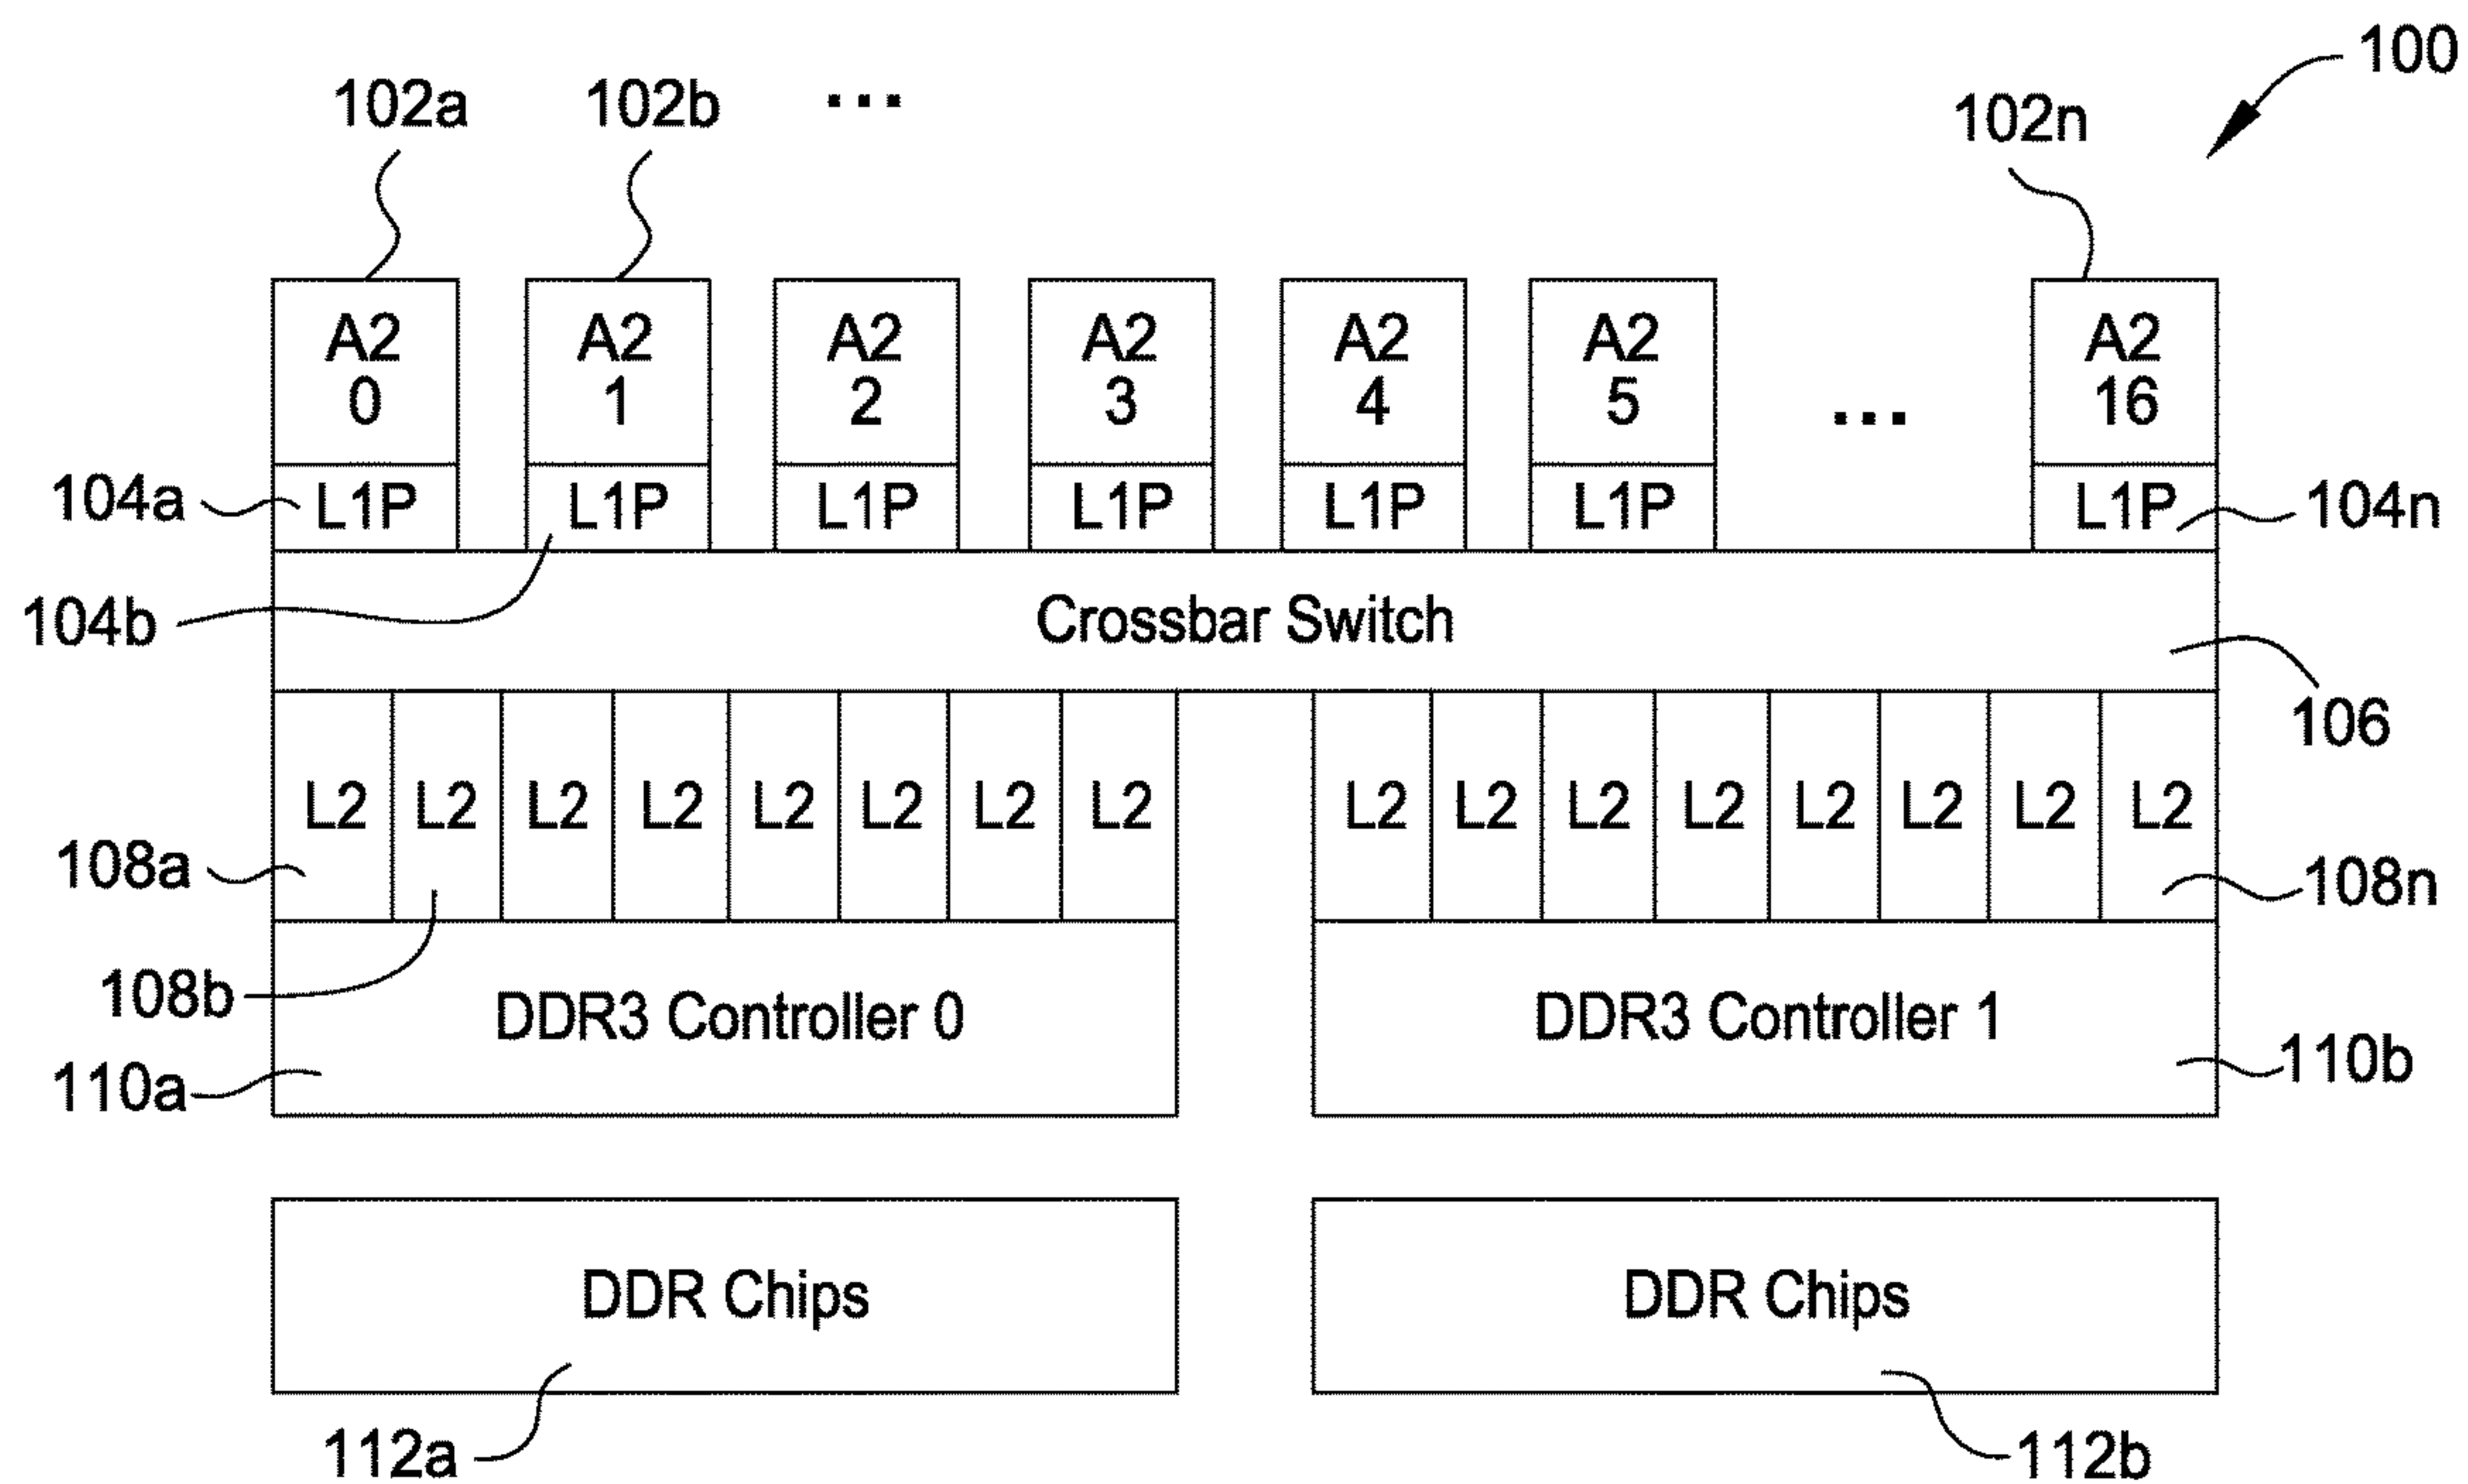 100
102a 102b ... 102n
A2 A2 A2 A2 A2 A2 A2
0 1 2 3 4 5 ... 16
104a L1P L1P L1P L1P L1P L1P L1P 104n
104b Crossbar Switch
106
L2 L2 L2 L2 L2 L2 L2 L2 L2 L2 L2 L2 L2 L2 L2 L2
108a 108n
108b DDR3 Controller 0 DDR3 Controller 1
110a 110b
DDR Chips DDR Chips
112a 112b